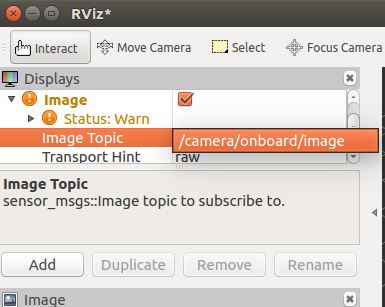 RViz*
Interact Move Camera Select Focus Camera
Displays
Image
Status: Warn
Image Topic /camera/onboard/image
Transport Hint raw
Image Topic
sensor_msgs::Image topic to subscribe to.
Add Duplicate Remove Rename
Image